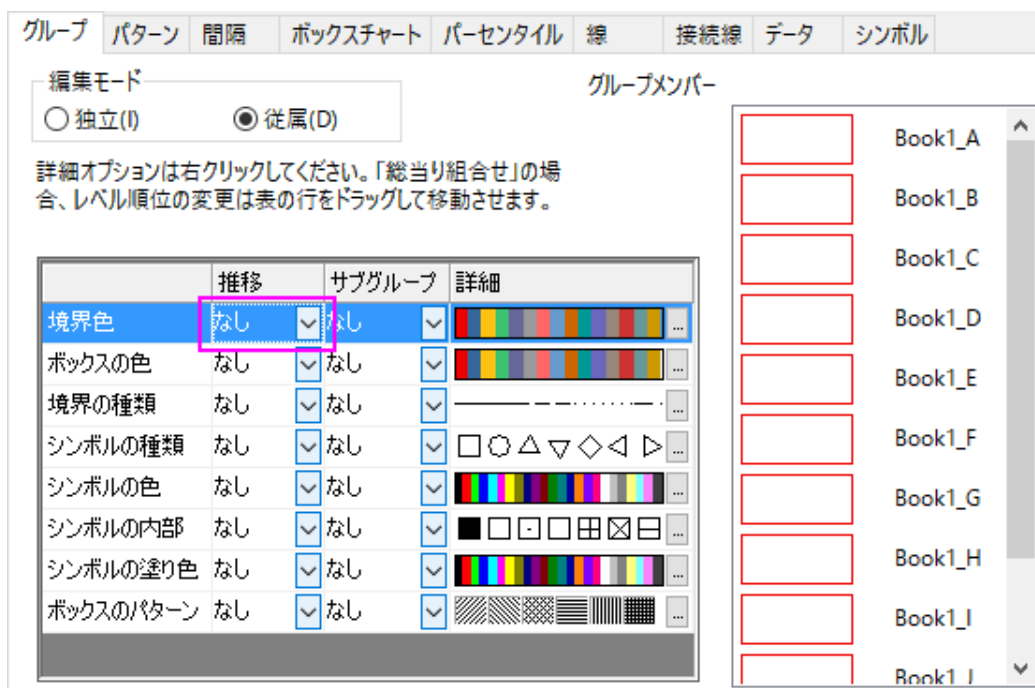 グループ パターン 間隔 ボックスチャート パーセンタイル 線 接続線 データ シンボル
編集モード
独立(I) 従属(D)
詳細オプションは右クリックしてください。「総当り組合せ」の場
合、レベル順位の変更は表の行をドラッグして移動させます。
推移 サブグループ 詳細
境界色 なし なし ...
ボックスの色 なし なし ...
境界の種類 なし なし ...
シンボルの種類 なし なし ...
シンボルの色 なし なし ...
シンボルの内部 なし なし ...
シンボルの塗り色 なし なし ...
ボックスのパターン なし なし ...
グループメンバー
Book1_A
Book1_B
Book1_C
Book1_D
Book1_E
Book1_F
Book1_G
Book1_H
Book1_I
Book1_J